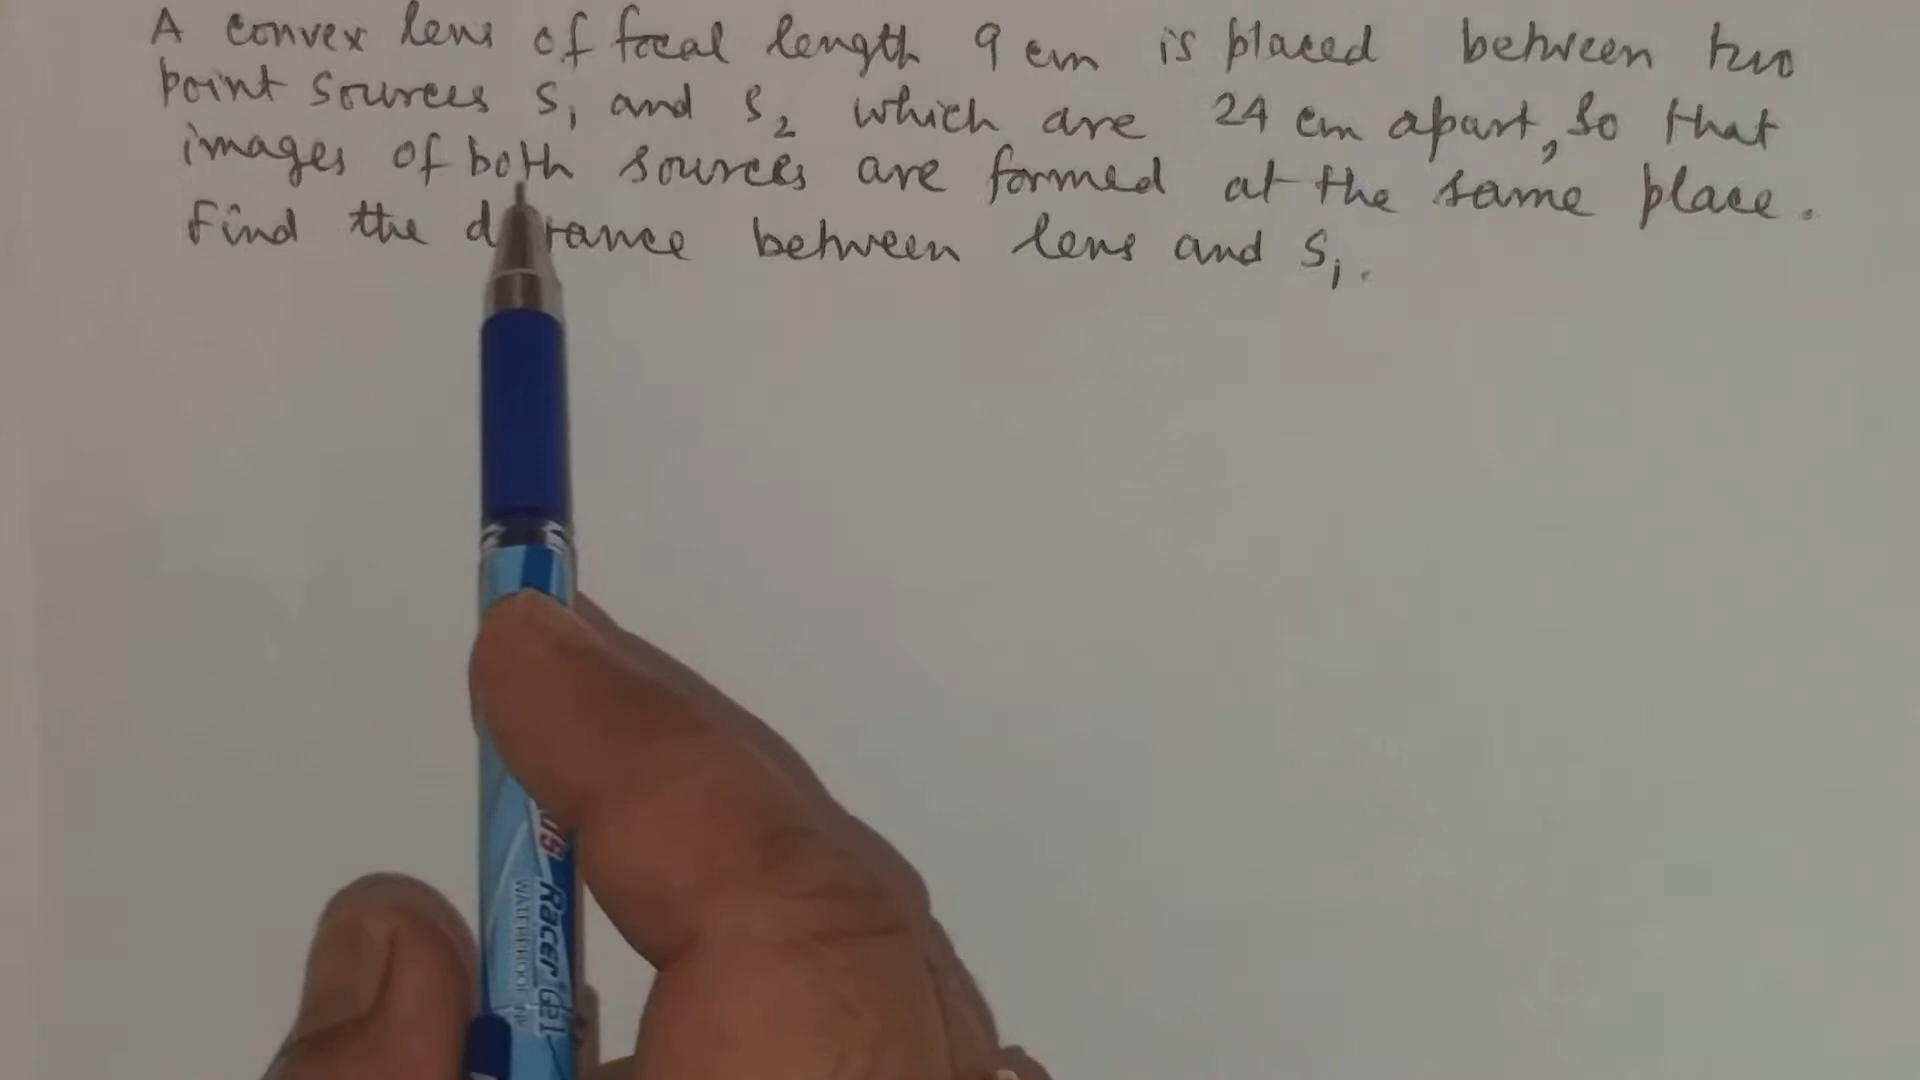 A convex lens of focal length 9 cm is placed between two
point sources S₁ and S₂ which are 24 cm apart, so that
images of both sources are formed at the same place.
Find the between lens and S₁.
Racer Gel
WATERPROOF INK